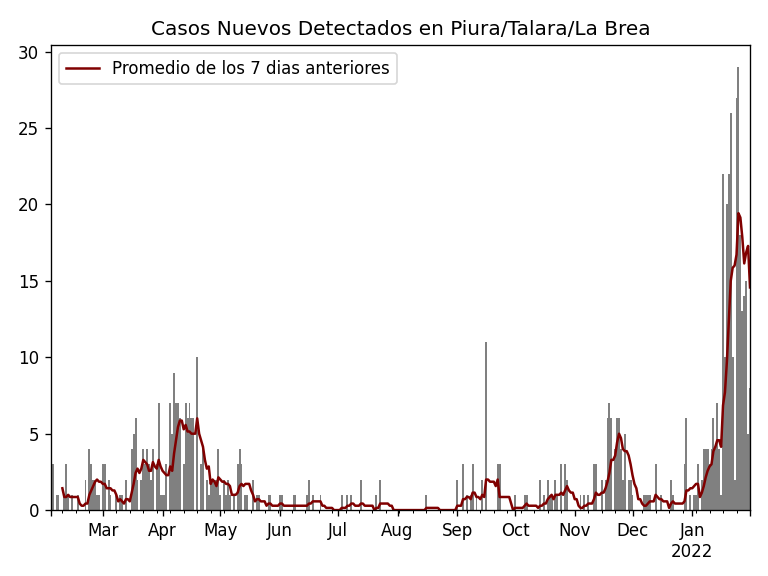 Casos Nuevos Detectados en Piura/Talara/La Brea
Promedio de los 7 dias anteriores
30
25
20
15
10
5
0
Mar Apr May Jun Jul Aug Sep Oct Nov Dec Jan
2022